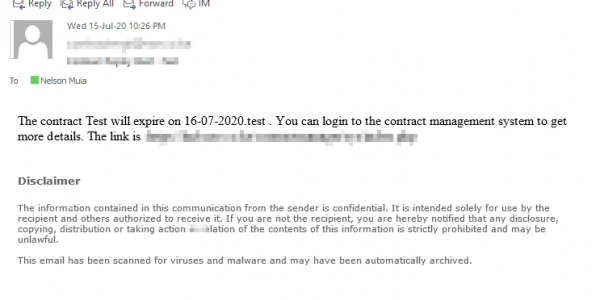 Reply Reply All Forward IM
Wed 15-Jul-20 10:26 PM
To Nelson Muia
The contract Test will expire on 16-07-2020.test . You can login to the contract management system to get
more details. The link is
Disclaimer
The information contained in this communication from the sender is confidential. It is intended solely for use by the
recipient and others authorized to receive it. If you are not the recipient, you are hereby notified that any disclosure,
copying, distribution or taking action elation of the contents of this information is strictly prohibited and may be
unlawful.
This email has been scanned for viruses and malware and may have been automatically archived.